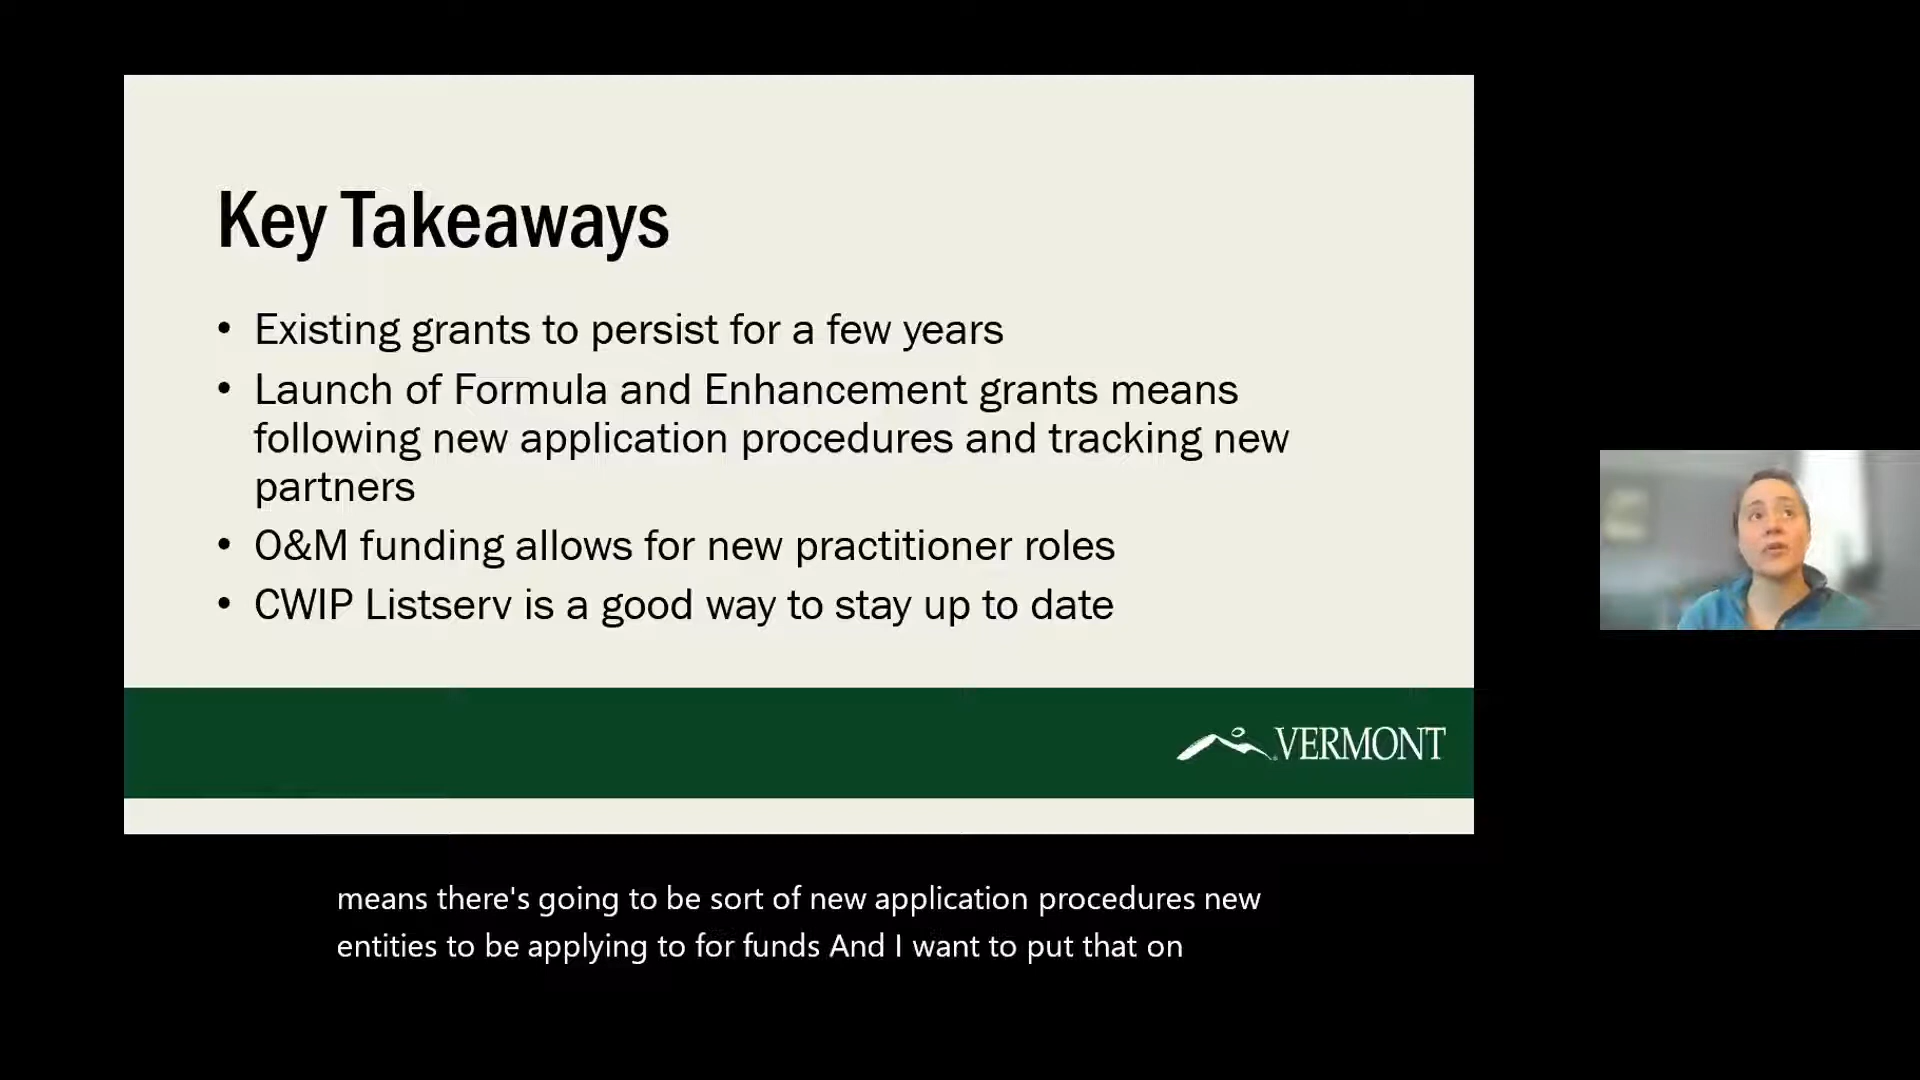 Key Takeaways
• Existing grants to persist for a few years
• Launch of Formula and Enhancement grants means
following new application procedures and tracking new
partners
• O&M funding allows for new practitioner roles
• CWIP Listserv is a good way to stay up to date
VERMONT
means there's going to be sort of new application procedures new
entities to be applying to for funds And I want to put that on